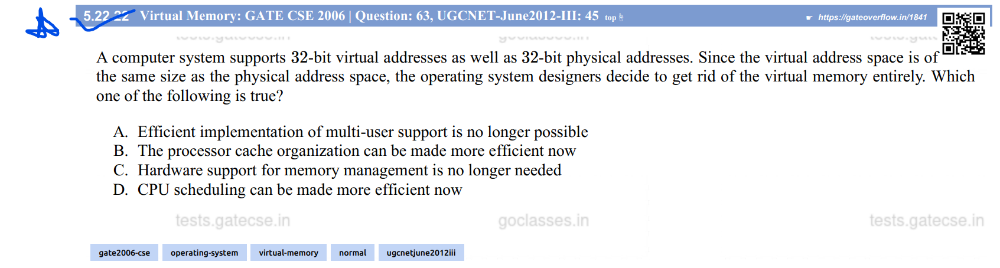 5.22.22 Virtual Memory: GATE CSE 2006 | Question: 63, UGCNET-June2012-III: 45 top
https://gateoverflow.in/1841
A computer system supports 32-bit virtual addresses as well as 32-bit physical addresses. Since the virtual address space is of
the same size as the physical address space, the operating system designers decide to get rid of the virtual memory entirely. Which
one of the following is true?
A. Efficient implementation of multi-user support is no longer possible
B. The processor cache organization can be made more efficient now
C. Hardware support for memory management is no longer needed
D. CPU scheduling can be made more efficient now
tests.gatecse.in goclasses.in tests.gatecse.in
gate2006-cse operating-system virtual-memory normal ugcnetjune2012iii